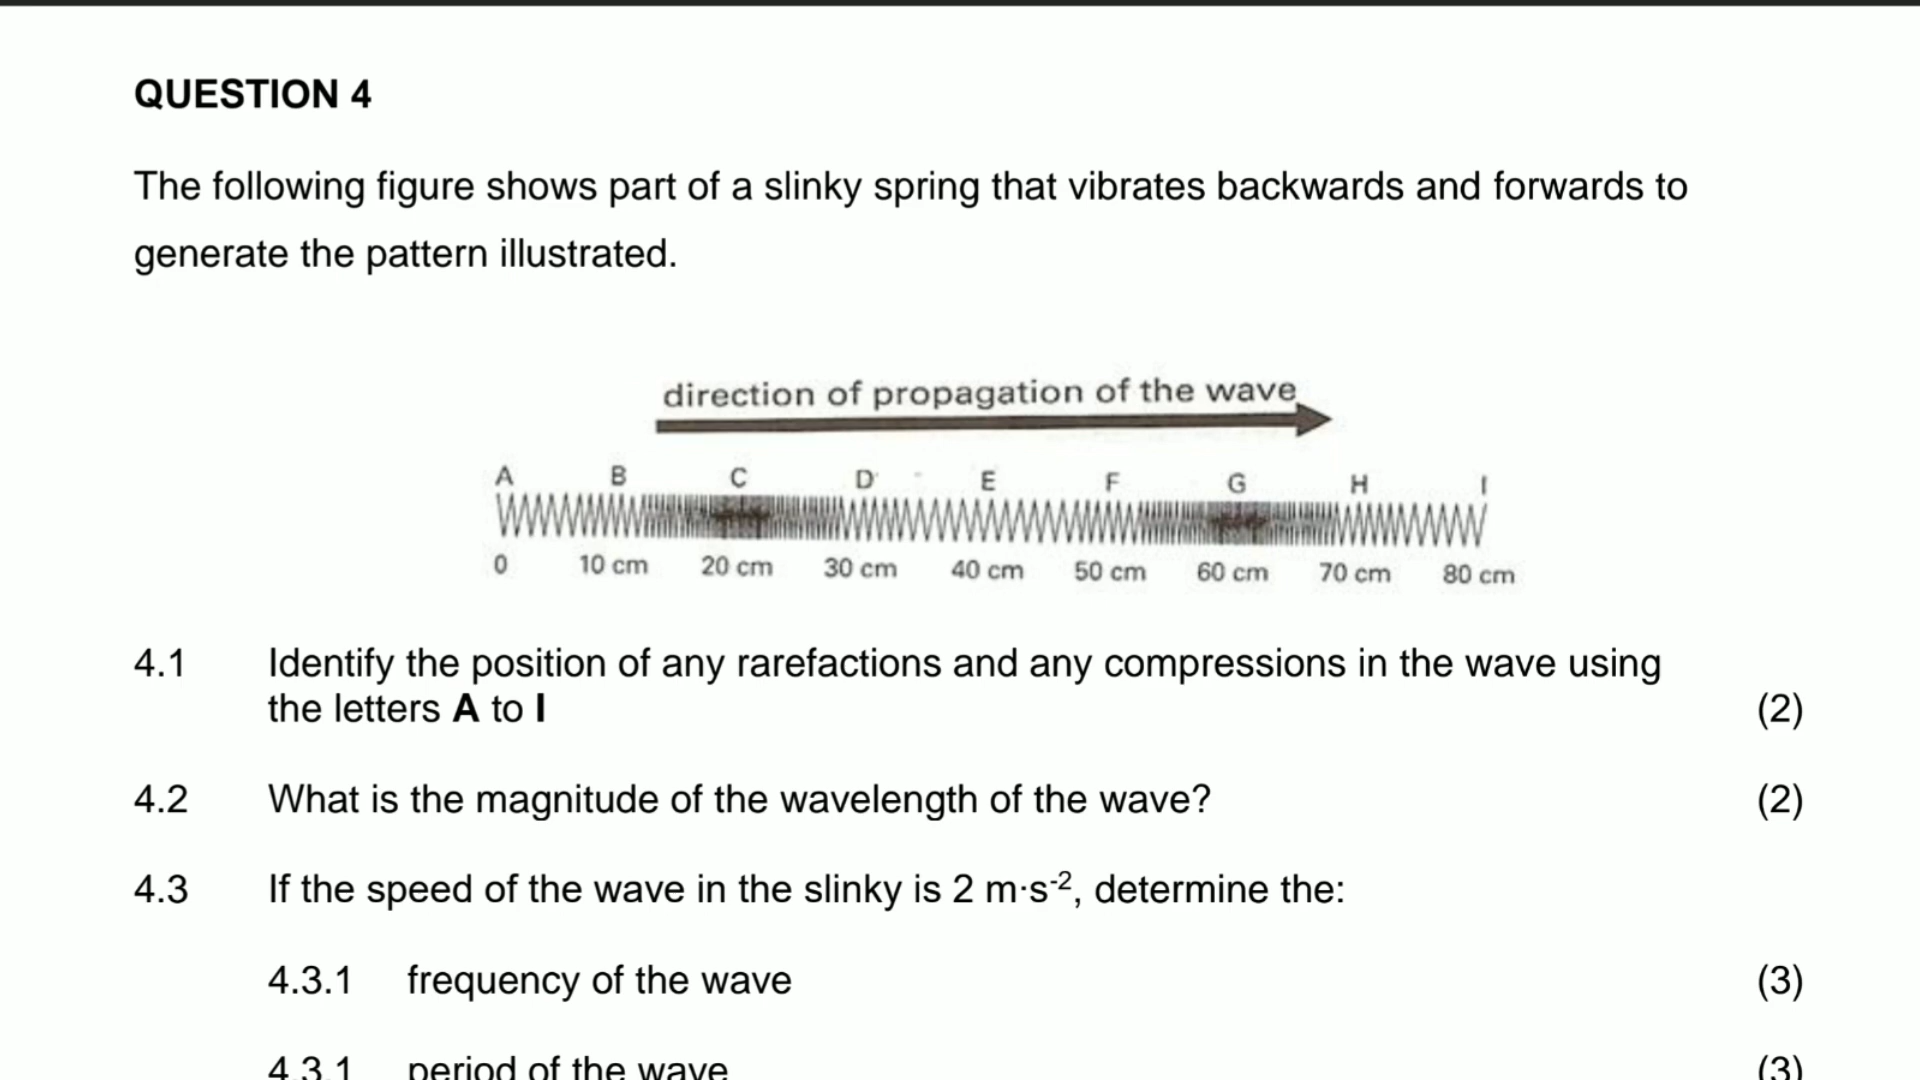 QUESTION 4
The following figure shows part of a slinky spring that vibrates backwards and forwards to
generate the pattern illustrated.
direction of propagation of the wave
A B C D E F G H I
0 10 cm 20 cm 30 cm 40 cm 50 cm 60 cm 70 cm 80 cm
4.1 Identify the position of any rarefactions and any compressions in the wave using
the letters A to I (2)
4.2 What is the magnitude of the wavelength of the wave? (2)
4.3 If the speed of the wave in the slinky is 2 m·s⁻², determine the:
4.3.1 frequency of the wave (3)
4.3.1 period of the wave (3)